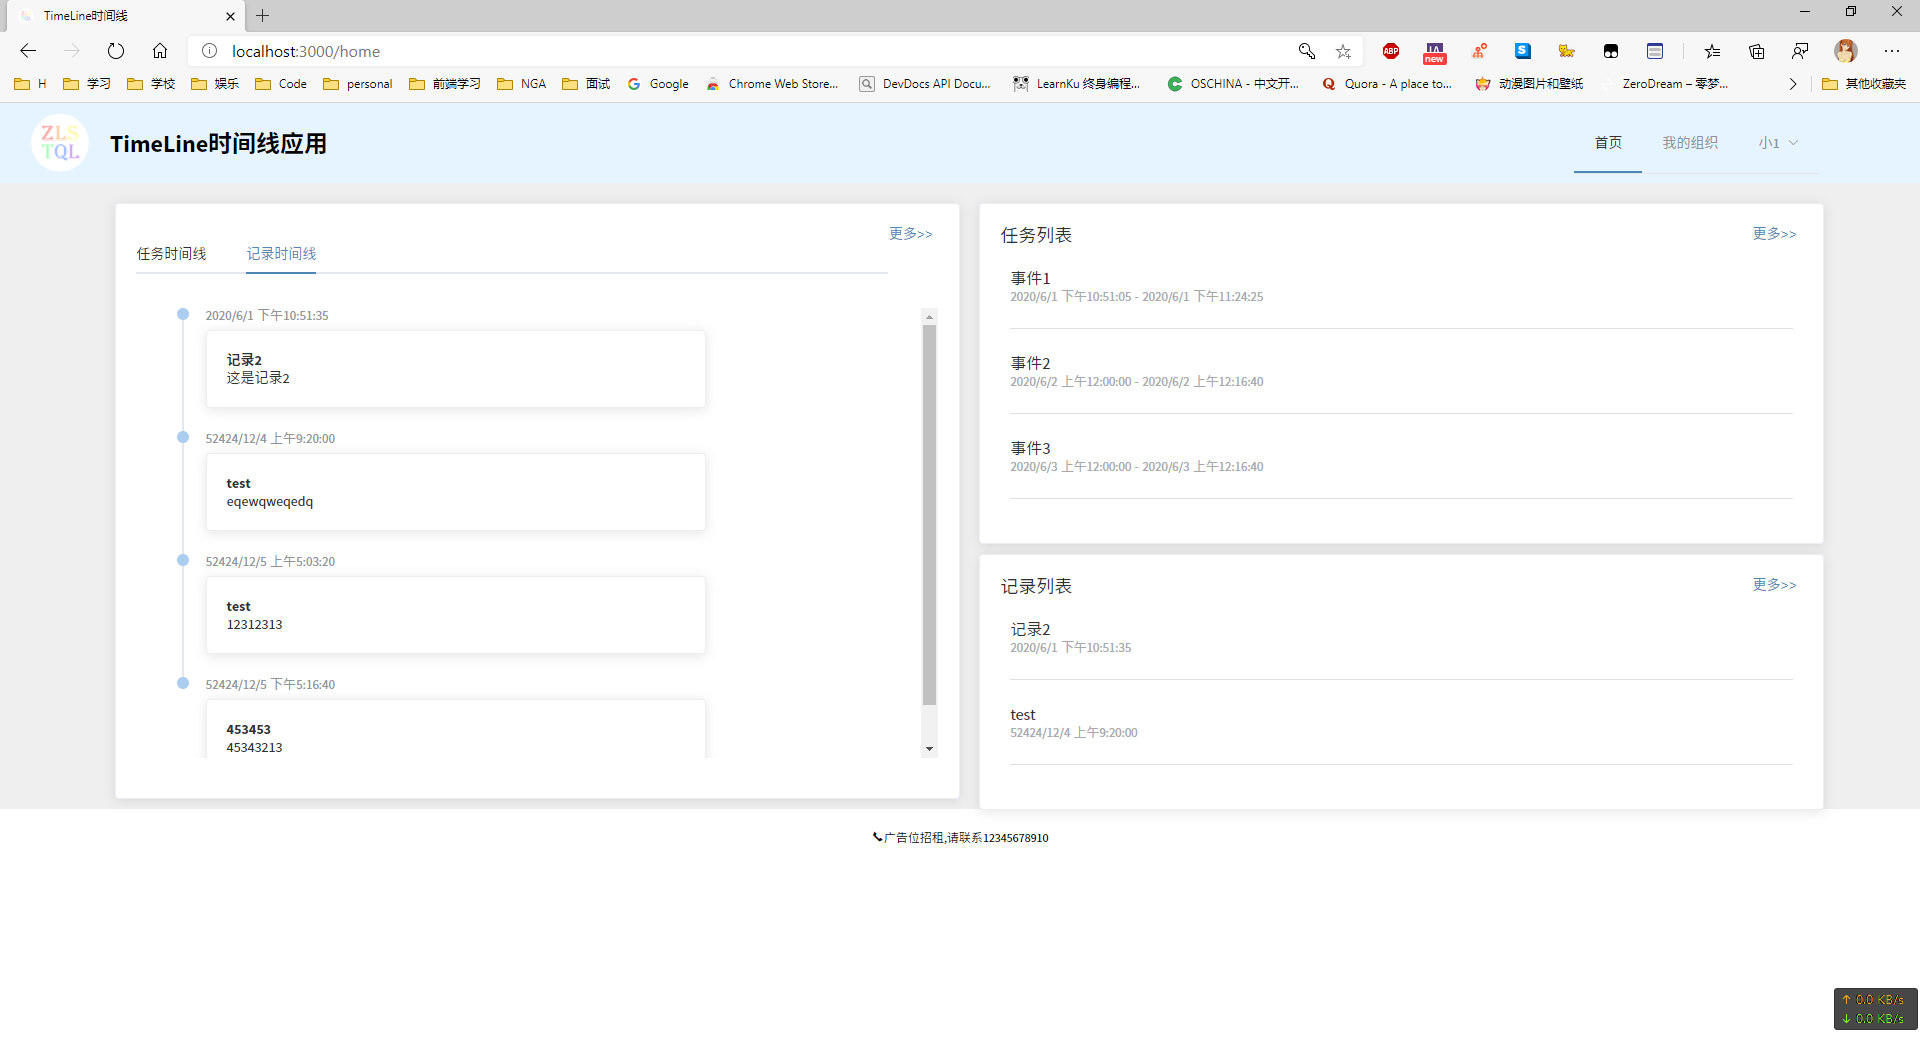 TimeLine时间线
localhost:3000/home
ABP
new
H 学习 学校 娱乐 Code personal 前端学习 NGA 面试 Google Chrome Web Store... DevDocs API Docu... LearnKu 终身编程... OSCHINA - 中文开... Quora - A place to... 动漫图片和壁纸 ZeroDream – 零梦... 其他收藏夹
ZLS
TQL
TimeLine时间线应用
首页 我的组织 小1
更多>>
任务时间线 记录时间线
2020/6/1 下午10:51:35
记录2
这是记录2
52424/12/4 上午9:20:00
test
eqewqweqedq
52424/12/5 上午5:03:20
test
12312313
52424/12/5 下午5:16:40
453453
45343213
任务列表 更多>>
事件1
2020/6/1 下午10:51:05 - 2020/6/1 下午11:24:25
事件2
2020/6/2 上午12:00:00 - 2020/6/2 上午12:16:40
事件3
2020/6/3 上午12:00:00 - 2020/6/3 上午12:16:40
记录列表 更多>>
记录2
2020/6/1 下午10:51:35
test
52424/12/4 上午9:20:00
广告位招租,请联系12345678910
↑ 0.0 KB/s
↓ 0.0 KB/s